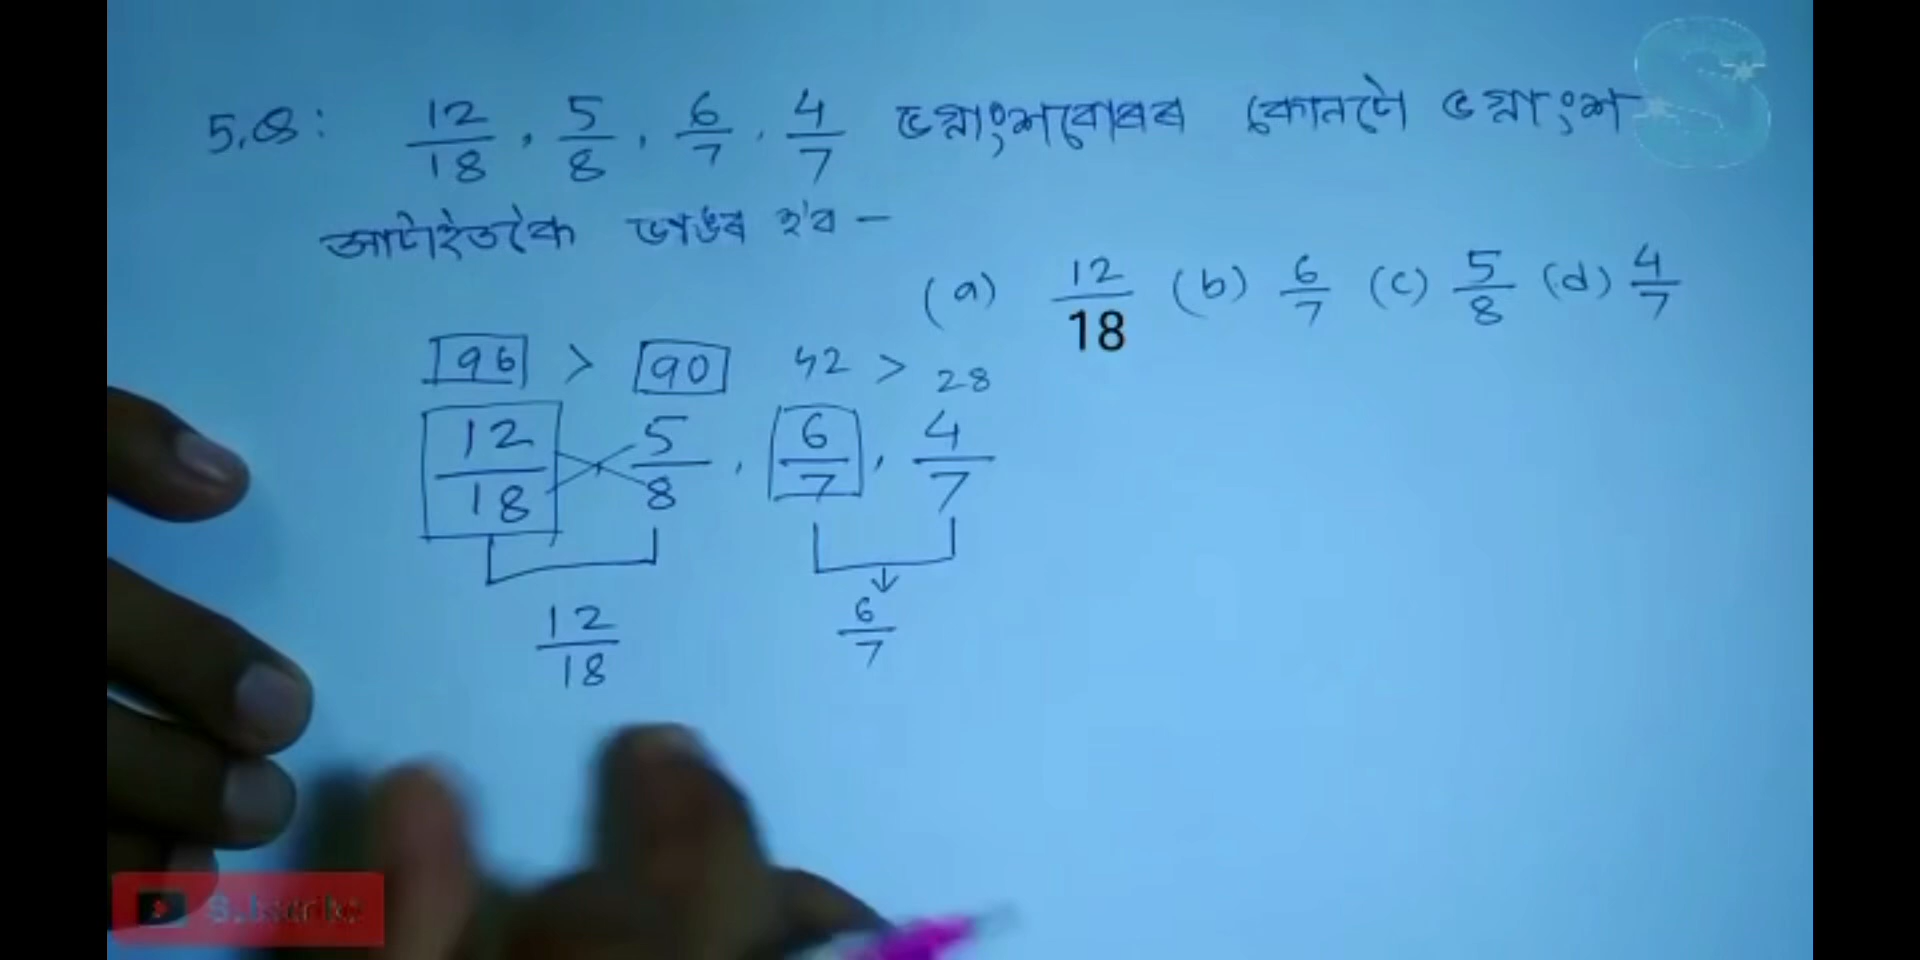 5.Q: 12/18, 5/8, 6/7, 4/7 ভগ্নাংশবোৰৰ কোনটো ভগ্নাংশ
আটাইতকৈ ডাঙৰ হ'ব –
(a) 12/18 (b) 6/7 (c) 5/8 (d) 4/7
96 > 90 42 > 28
12/18 5/8, 6/7, 4/7
12/18 6/7
Subscribe